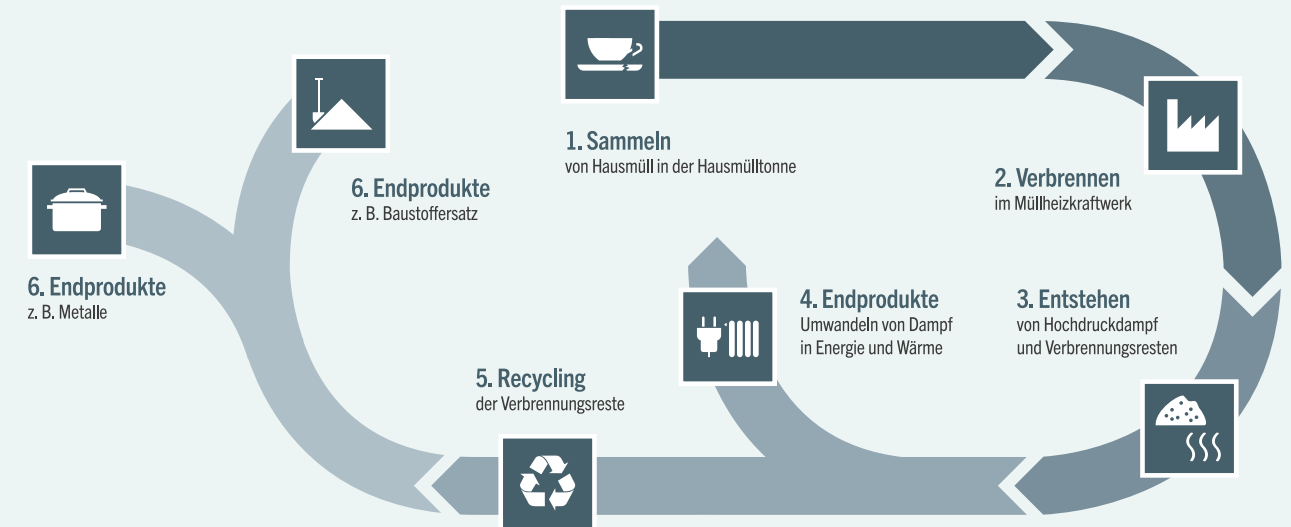 1. Sammeln
von Hausmüll in der Hausmülltonne
2. Verbrennen
im Müllheizkraftwerk
3. Entstehen
von Hochdruckdampf
und Verbrennungsresten
4. Endprodukte
Umwandeln von Dampf
in Energie und Wärme
5. Recycling
der Verbrennungsreste
6. Endprodukte
z. B. Baustoffersatz
6. Endprodukte
z. B. Metalle